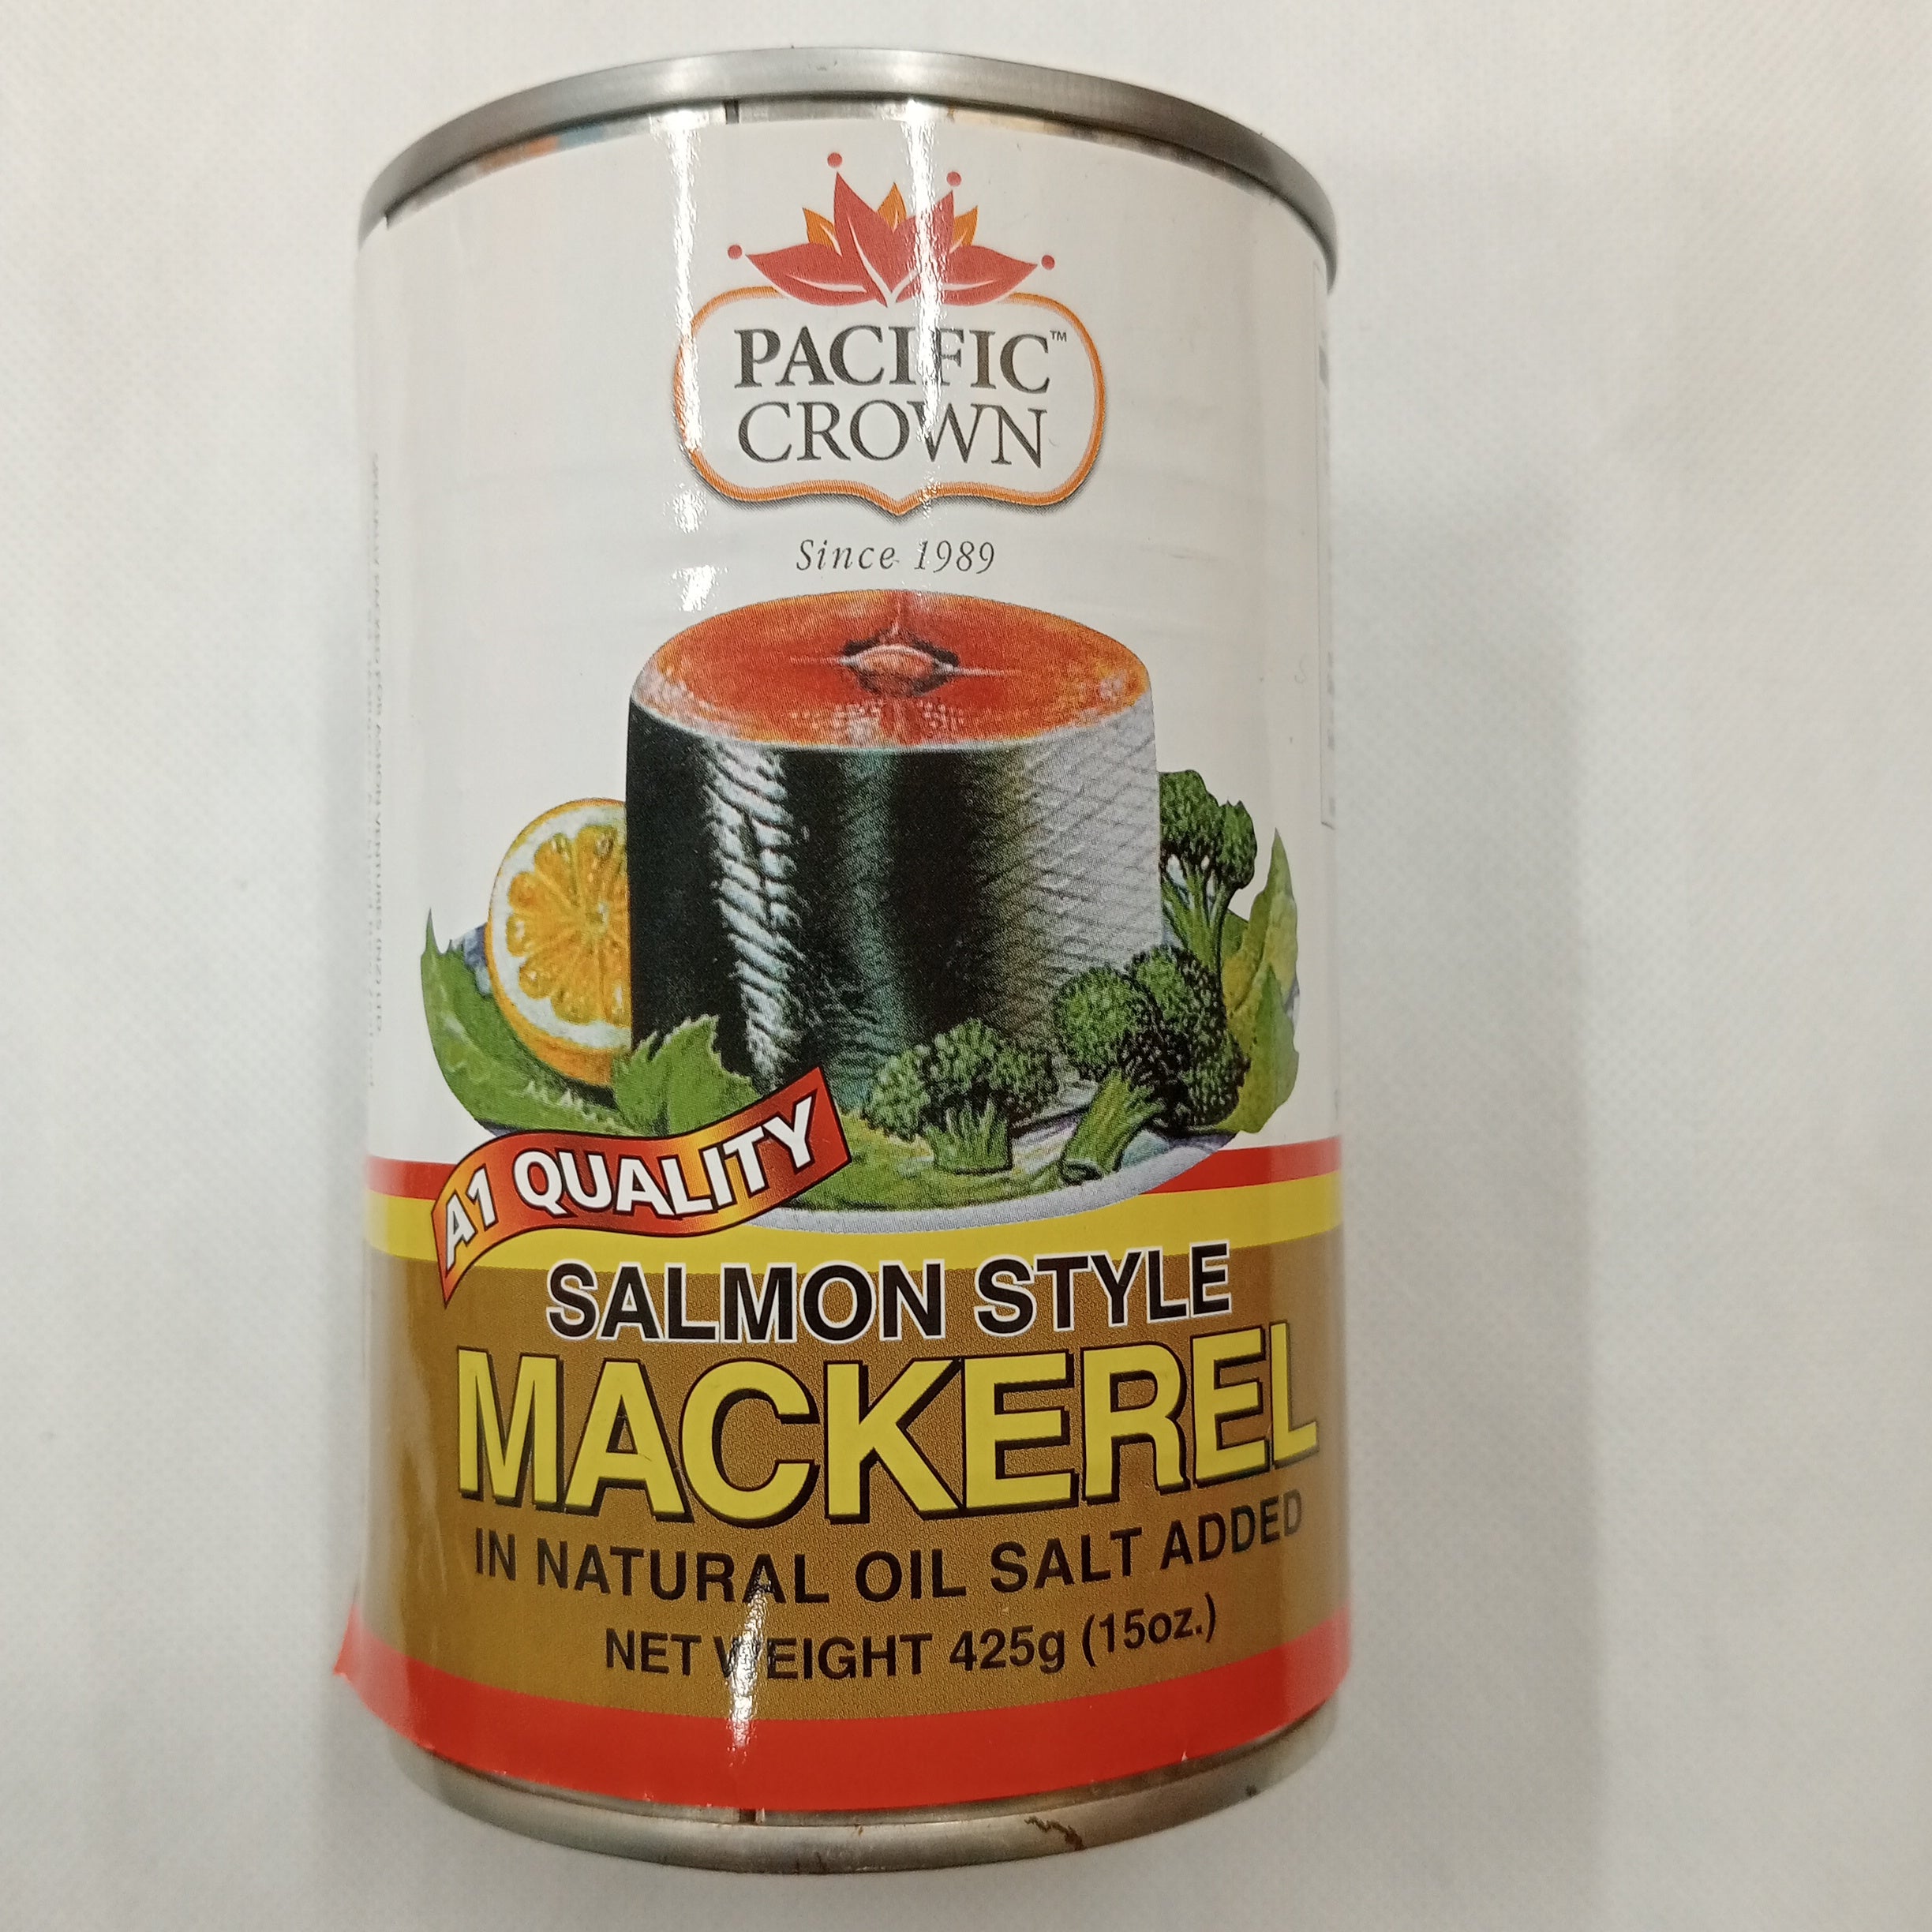 PACIFIC™
CROWN
Since 1989
A1 QUALITY
SALMON STYLE
MACKEREL
IN NATURAL OIL SALT ADDED
NET WEIGHT 425g (15oz.)